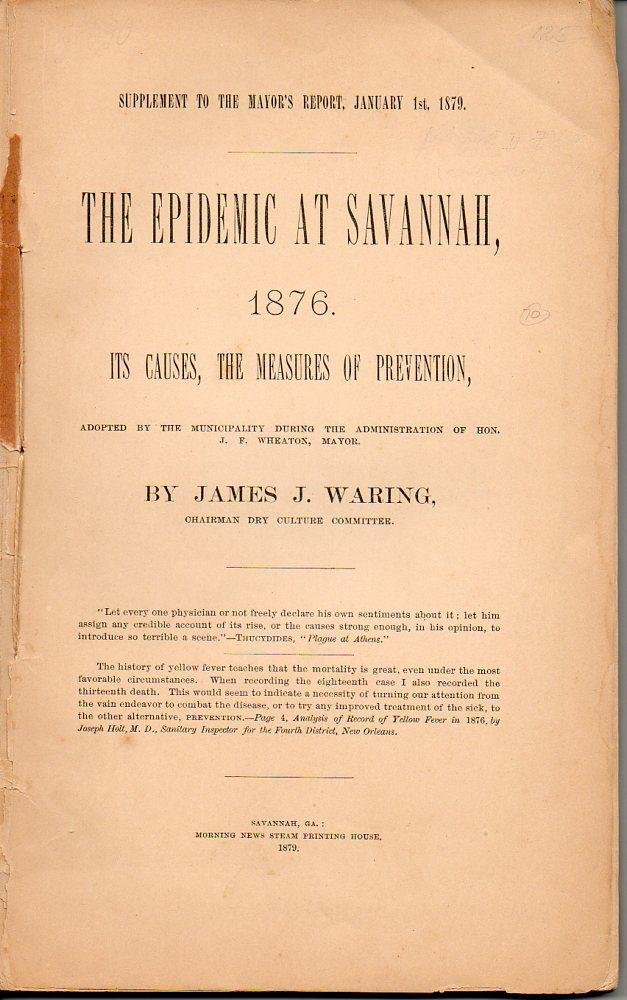 SUPPLEMENT TO THE MAYOR'S REPORT, JANUARY 1st, 1879.
THE EPIDEMIC AT SAVANNAH,
1876.
10
ITS CAUSES, THE MEASURES OF PREVENTION,
ADOPTED BY THE MUNICIPALITY DURING THE ADMINISTRATION OF HON.
J. F. WHEATON, MAYOR.
BY JAMES J. WARING,
CHAIRMAN DRY CULTURE COMMITTEE.
"Let every one physician or not freely declare his own sentiments about it; let him
assign any credible account of its rise, or the causes strong enough, in his opinion, to
introduce so terrible a scene."—THUCYDIDES, "Plague at Athens."
The history of yellow fever teaches that the mortality is great, even under the most
favorable circumstances. When recording the eighteenth case I also recorded the
thirteenth death. This would seem to indicate a necessity of turning our attention from
the vain endeavor to combat the disease, or to try any improved treatment of the sick, to
the other alternative, PREVENTION.—Page 4, Analysis of Record of Yellow Fever in 1876, by
Joseph Holt, M. D., Sanitary Inspector for the Fourth District, New Orleans.
SAVANNAH, GA.:
MORNING NEWS STEAM PRINTING HOUSE,
1879.